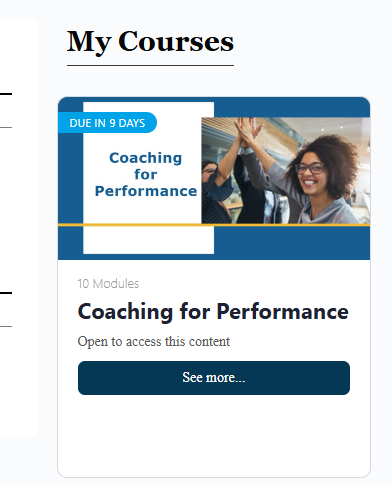 My Courses
DUE IN 9 DAYS
Coaching
for
Performance
10 Modules
Coaching for Performance
Open to access this content
See more...